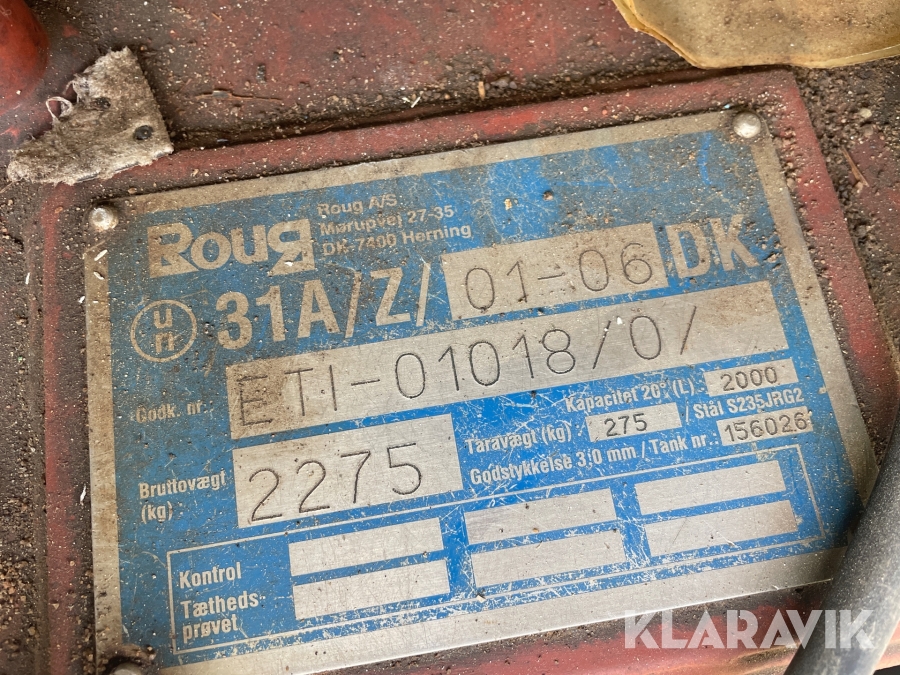 Roug
Roug A/S
Mørupvej 27-35
DK-7400 Herning
un
31A/Z/ 01-06 DK
Godk. nr. ETI-01018/0/
Kapacitet 20° (L): 2000
Taravægt (kg) 275 / Stål S235JRG2
Godstykkelse 3,0 mm / Tank nr.: 156026
Bruttovægt (kg) : 2275
Kontrol
Tætheds
prøvet
KLARAVIK